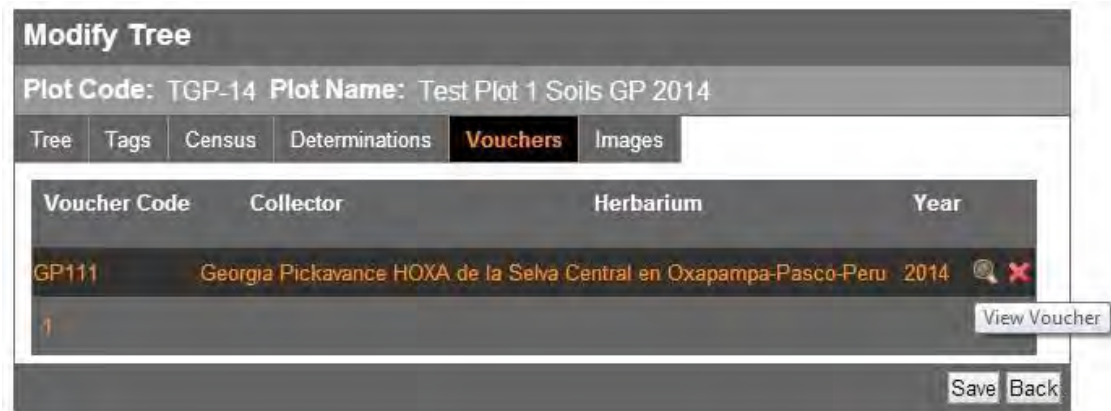 Modify Tree
Plot Code: TGP-14 Plot Name: Test Plot 1 Soils GP 2014
Tree Tags Census Determinations Vouchers Images
Voucher Code Collector Herbarium Year
GP111 Georgia Pickavance HOXA de la Selva Central en Oxapampa-Pasco-Peru 2014
1
View Voucher
Save Back